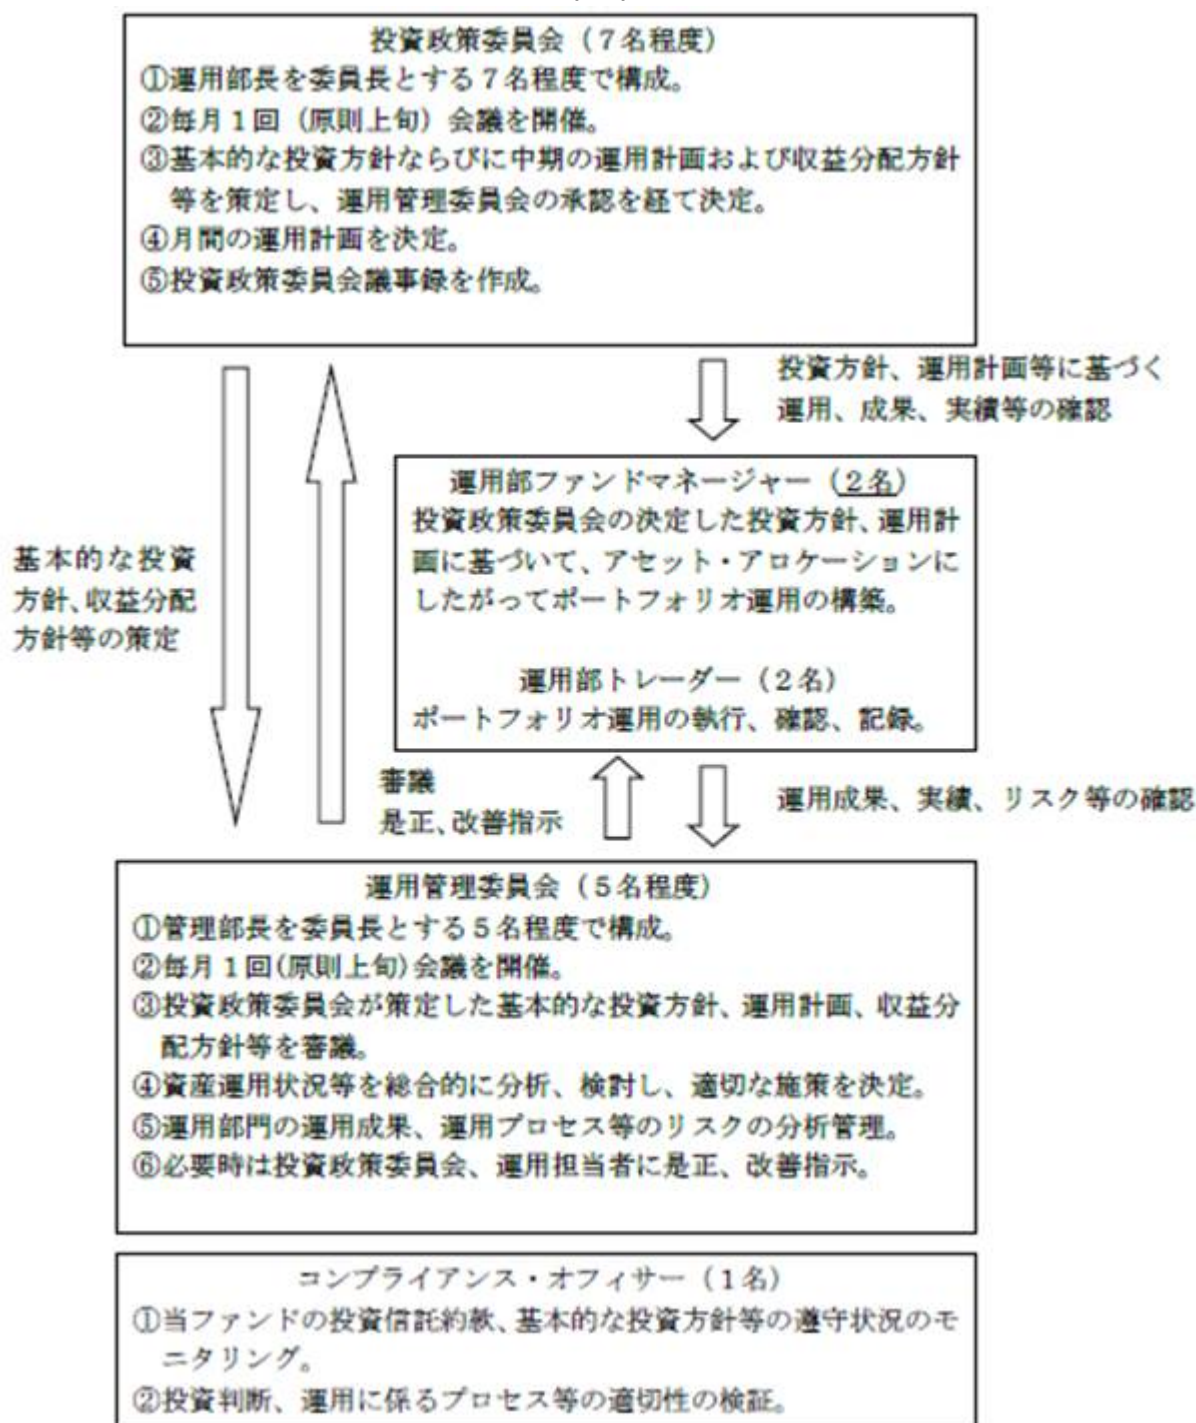 投資政策委員会（７名程度）
①運用部長を委員長とする７名程度で構成。
②毎月１回（原則上旬）会議を開催。
③基本的な投資方針ならびに中期の運用計画および収益分配方針
等を策定し、運用管理委員会の承認を経て決定。
④月間の運用計画を決定。
⑤投資政策委員会議事録を作成。
投資方針、運用計画等に基づく
運用、成果、実績等の確認
運用部ファンドマネージャー（２名）
投資政策委員会の決定した投資方針、運用計
画に基づいて、アセット・アロケーションに
したがってポートフォリオ運用の構築。
基本的な投資
方針、収益分配
方針等の策定
運用部トレーダー（２名）
ポートフォリオ運用の執行、確認、記録。
審議
是正、改善指示
運用成果、実績、リスク等の確認
運用管理委員会（５名程度）
①管理部長を委員長とする５名程度で構成。
②毎月１回(原則上旬)会議を開催。
③投資政策委員会が策定した基本的な投資方針、運用計画、収益分
配方針等を審議。
④資産運用状況等を総合的に分析、検討し、適切な施策を決定。
⑤運用部門の運用成果、運用プロセス等のリスクの分析管理。
⑥必要時は投資政策委員会、運用担当者に是正、改善指示。
コンプライアンス・オフィサー（１名）
①当ファンドの投資信託約款、基本的な投資方針等の遵守状況のモ
ニタリング。
②投資判断、運用に係るプロセス等の適切性の検証。